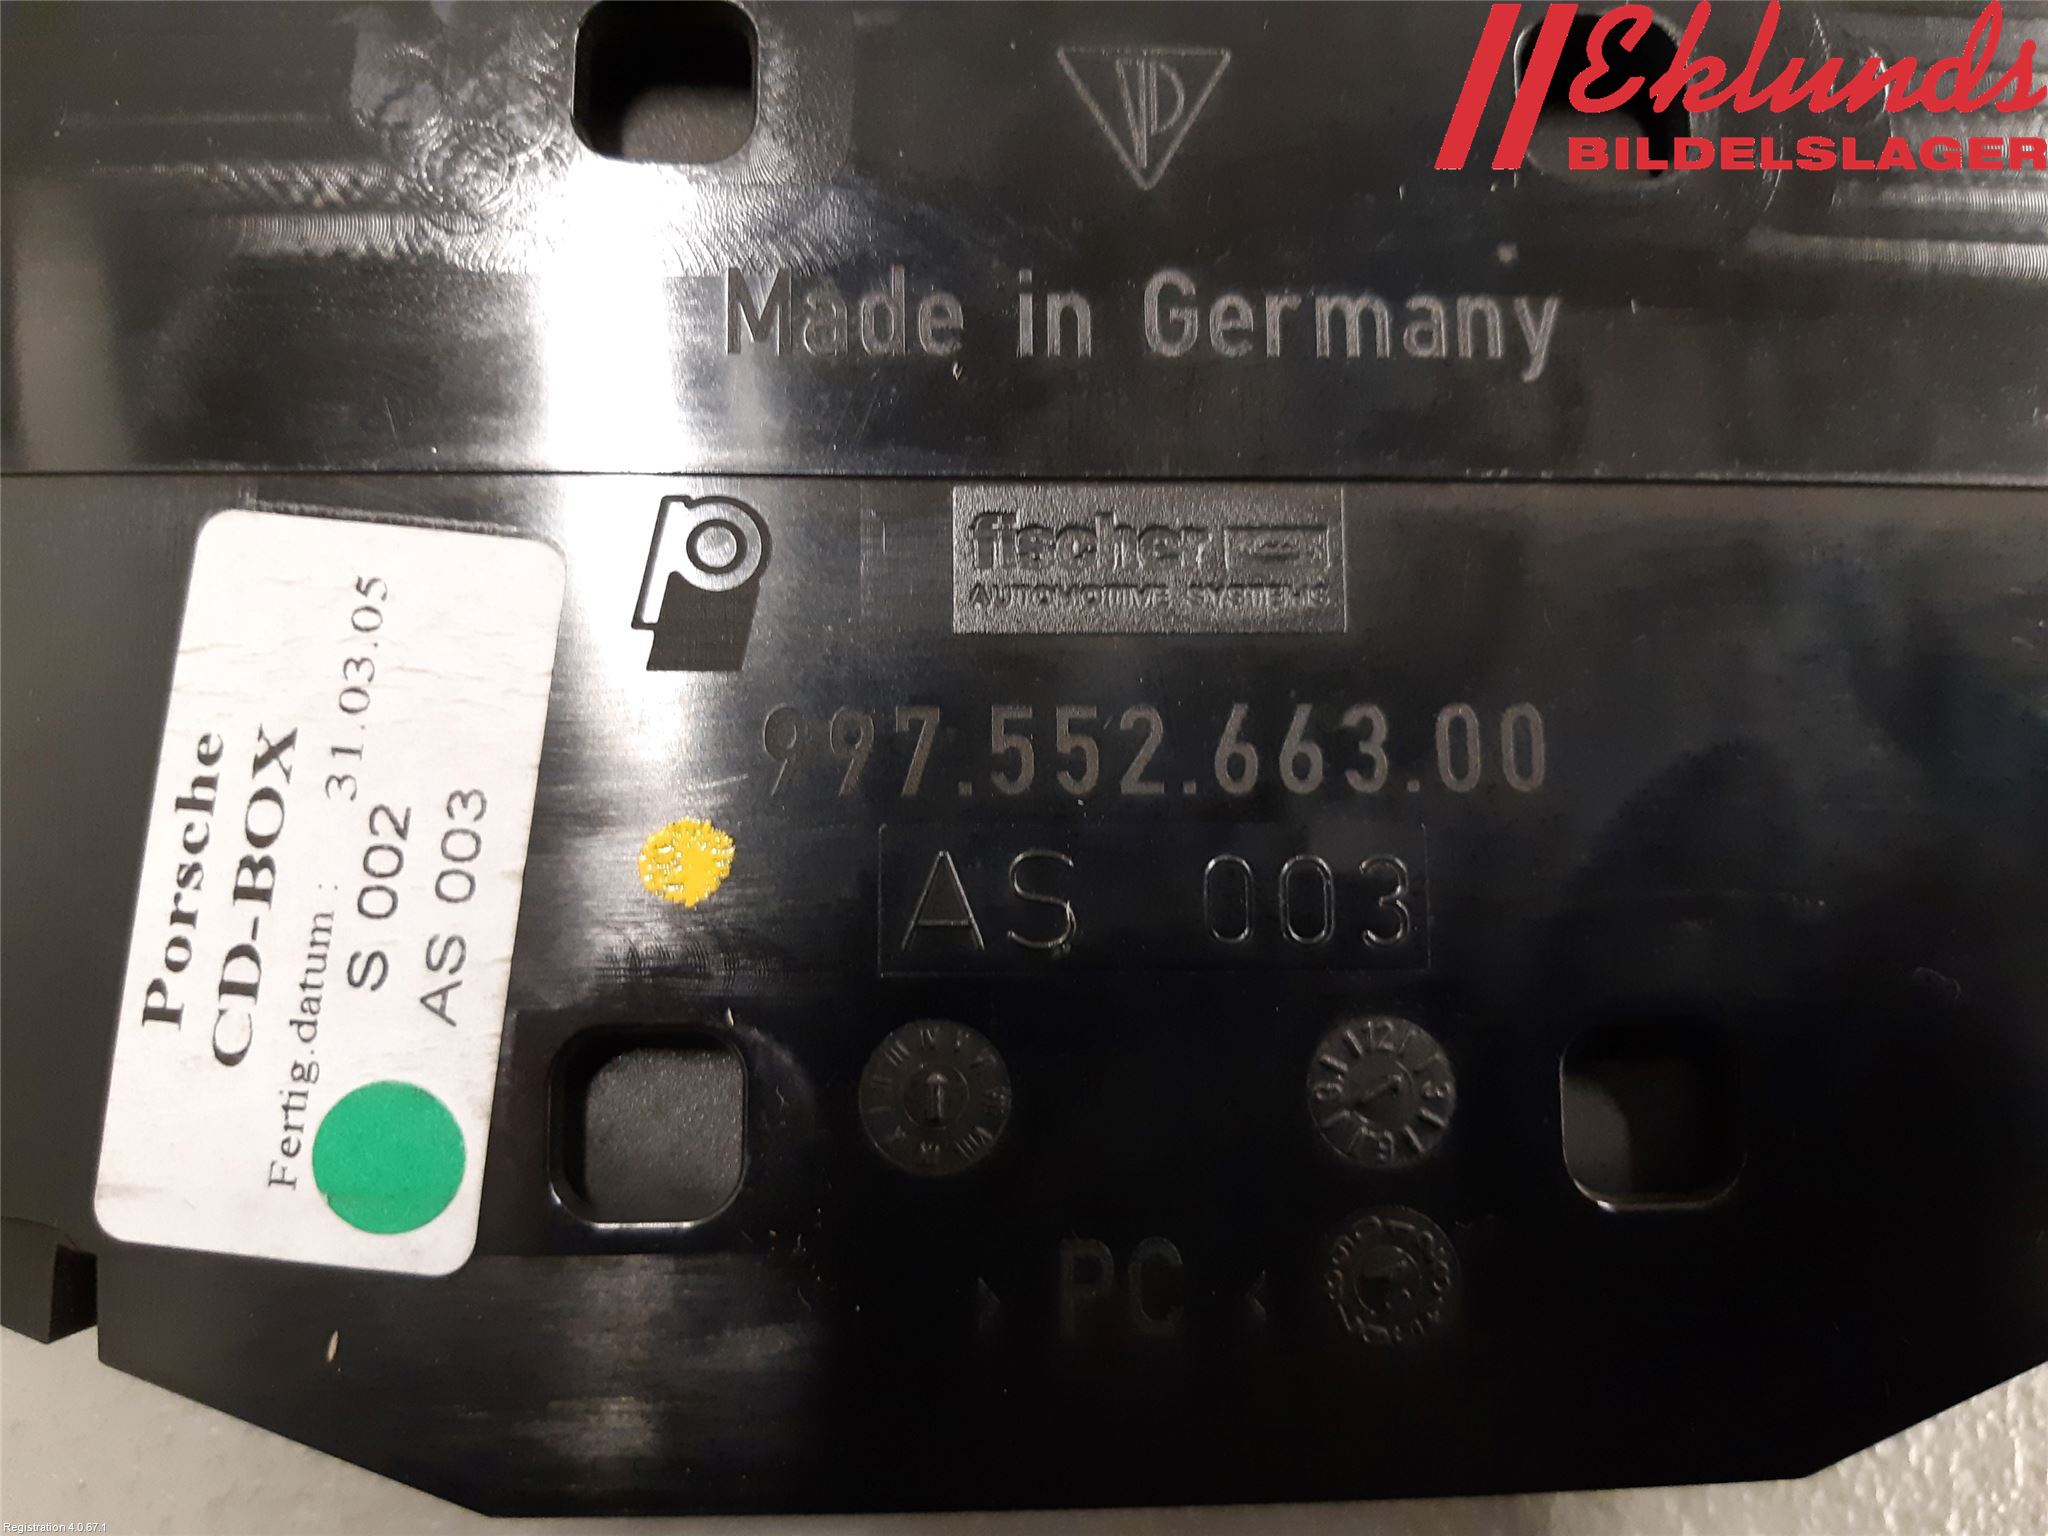 Eklunds
BILDELSLAGER
Made in Germany
fischer
AUTOMOTIVE SYSTEMS
997.552.663.00
AS 003
> PC <
Porsche
CD-BOX
Fertig.datum: 31.03.05
S 002
AS 003
Registration 4.0.67.1